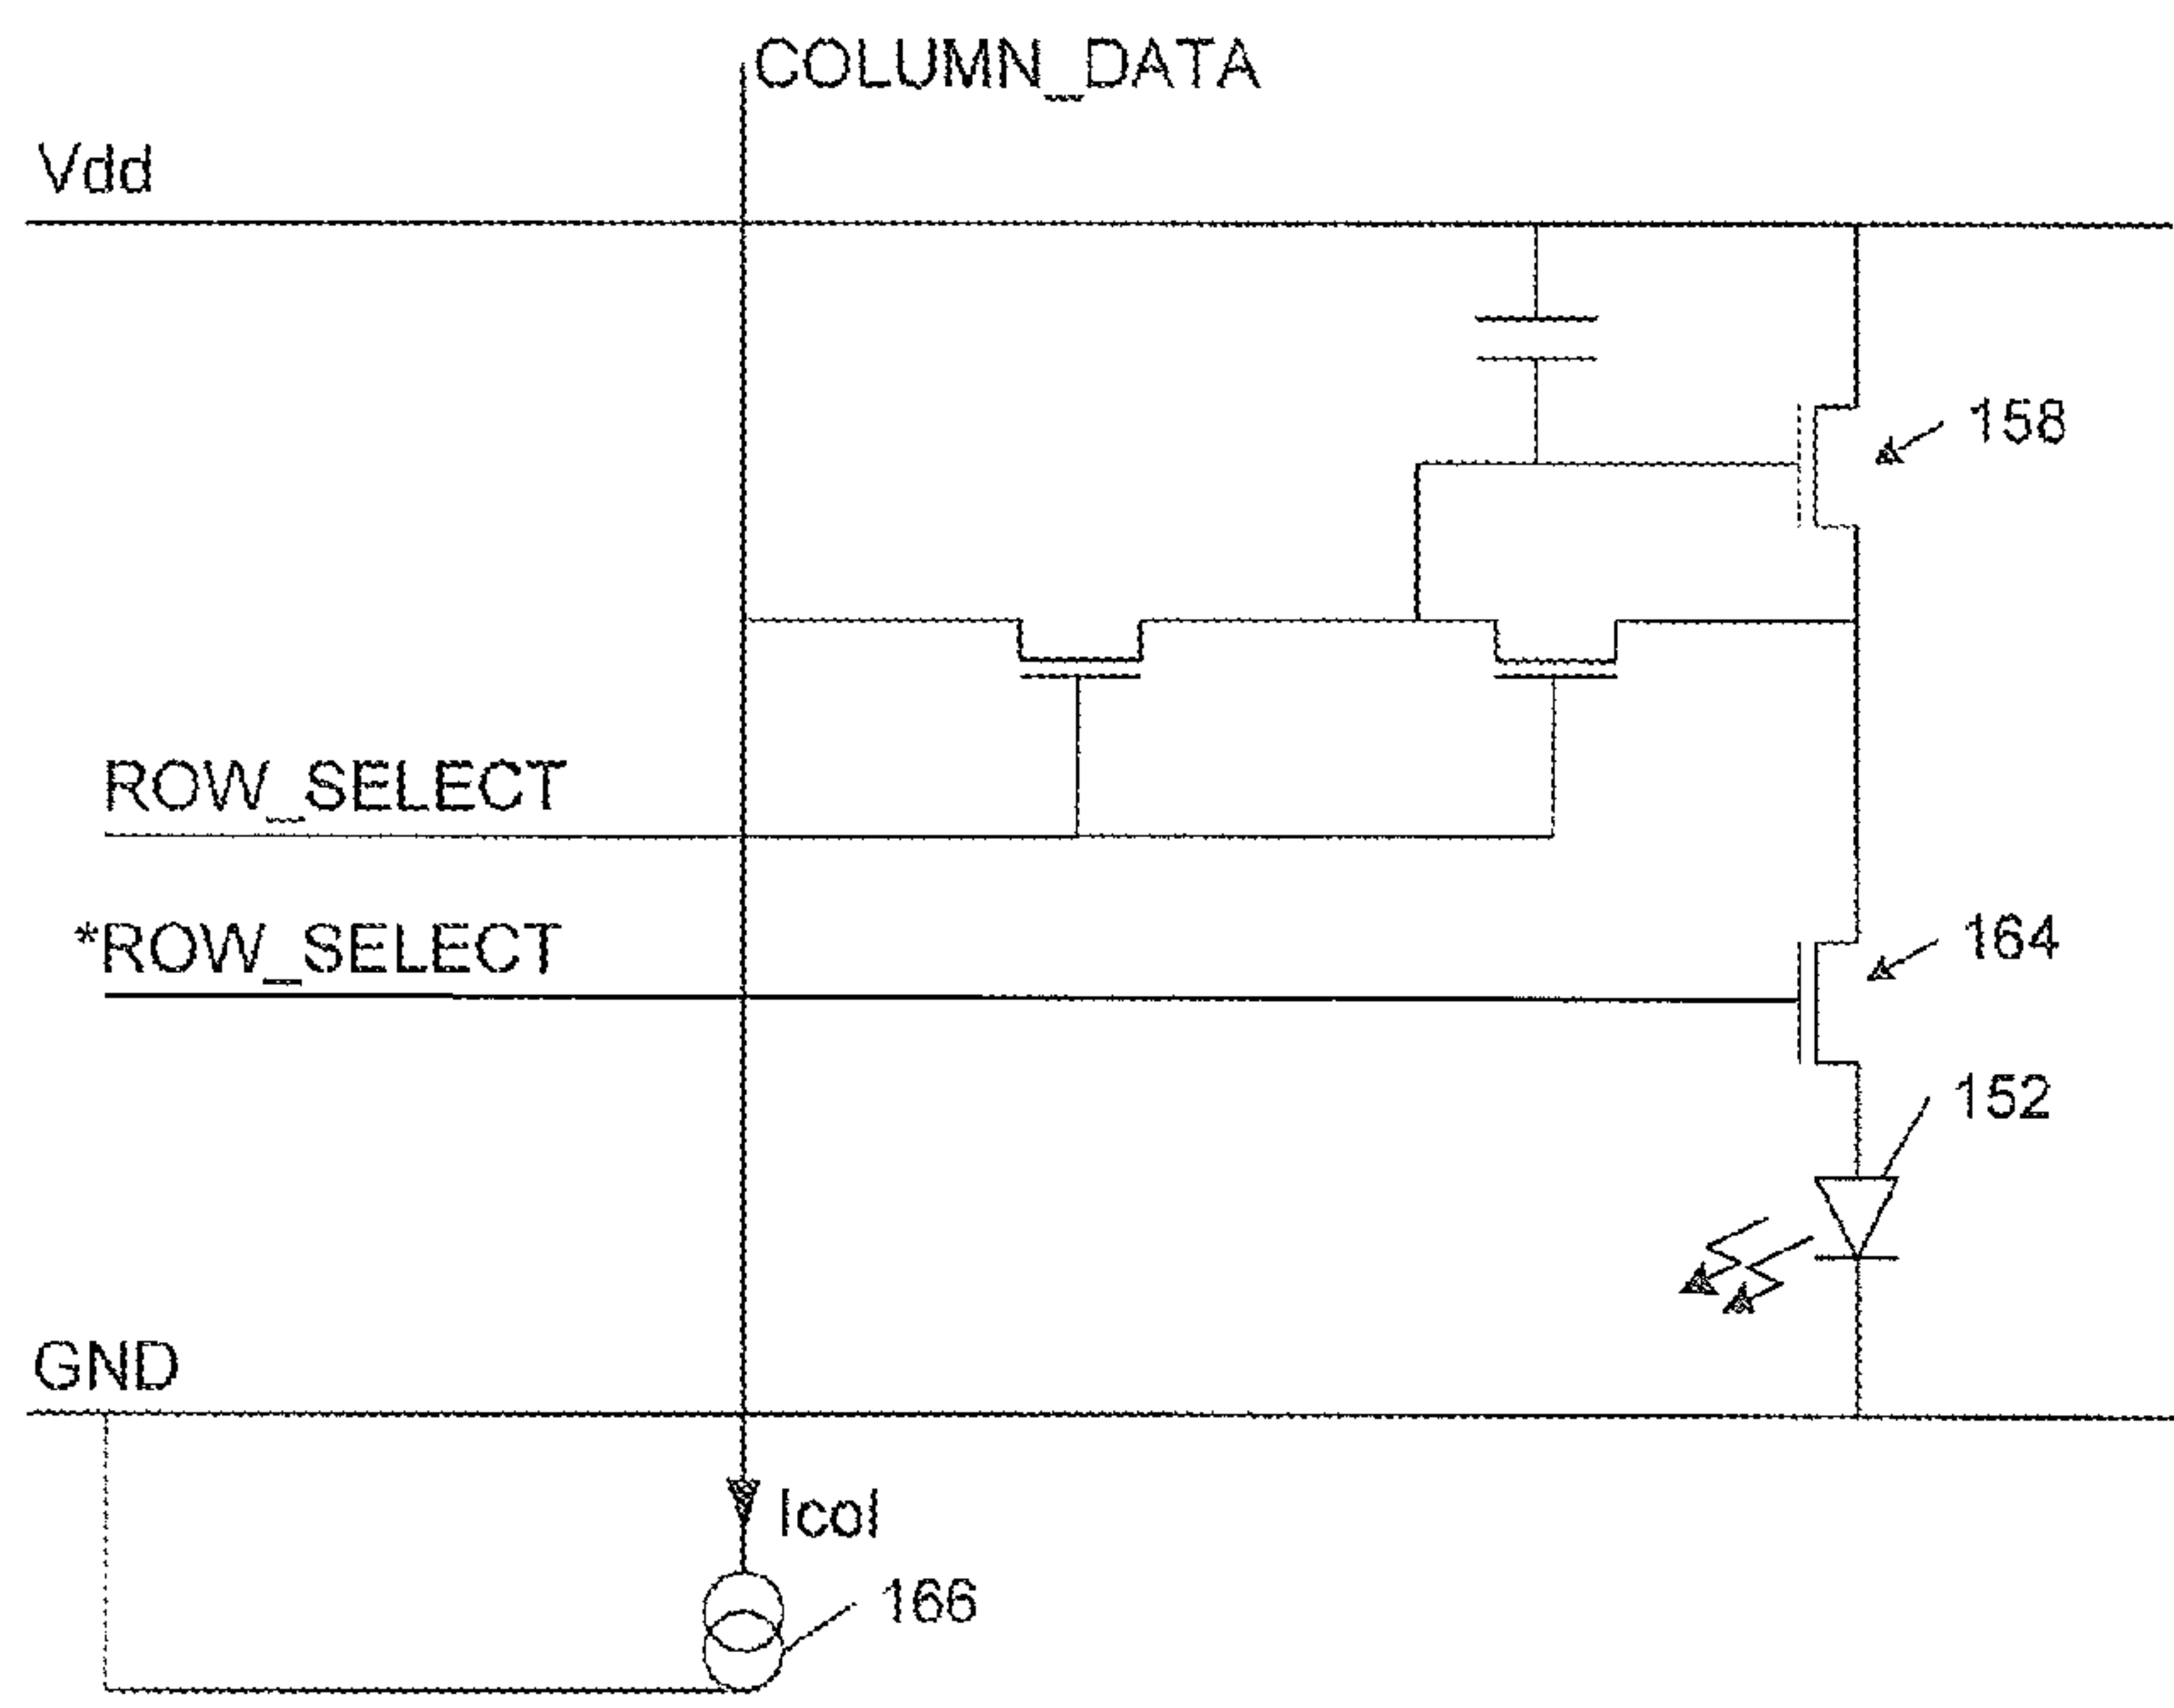 COLUMN_DATA
Vdd
158
ROW_SELECT
*ROW_SELECT
164
152
GND
Icol
166